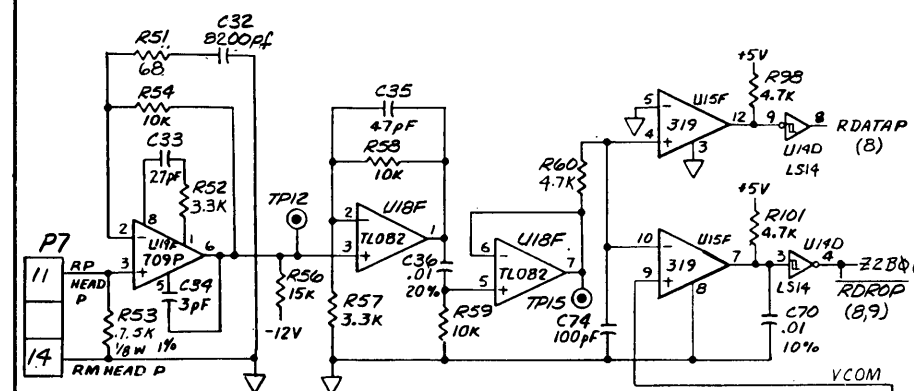 C32
8200pf
R51
68
R54
10K
C33
27pF
R52
3.3K
8
1
2
U19F
709P
6
3
5
C34
3pF
P7
11
RP
HEAD
P
14
R53
7.5K
1/8W 1%
RM HEAD P
TP12
R56
15K
-12V
C35
47pF
R58
10K
U18F
2
TL082
1
3
R57
3.3K
C36
.01
20%
R59
10K
U18F
6
TL082
7
5
TP15
R60
4.7K
C74
100pF
+5V
R98
4.7K
5
U15F
319
12
4
3
9
8
U14D
LS14
RDATAP
(8)
+5V
R101
4.7K
10
U15F
319
7
9
8
3
U14D
4
LS14
RDROP
(8,9)
C70
.01
10%
VCOM